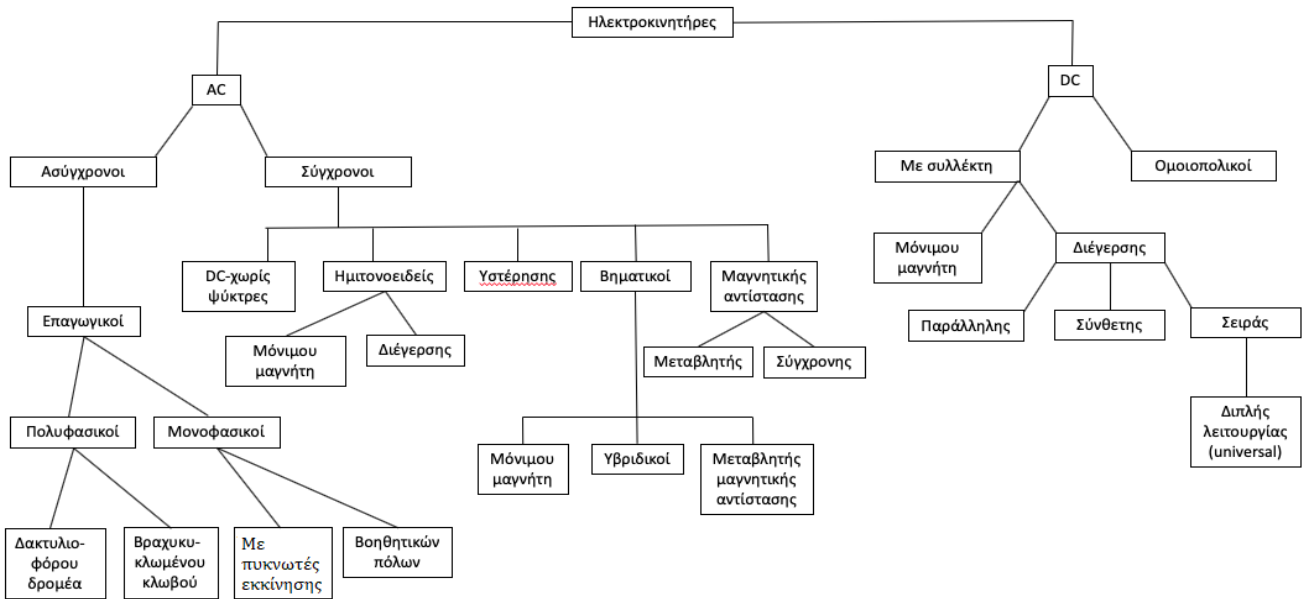 Ηλεκτροκινητήρες
AC
DC
Ασύγχρονοι
Σύγχρονοι
Με συλλέκτη
Ομοιοπολικοί
DC-χωρίς
ψύκτρες
Ημιτονοειδείς
Υστέρησης
Βηματικοί
Μαγνητικής
αντίστασης
Μόνιμου
μαγνήτη
Διέγερσης
Επαγωγικοί
Μόνιμου
μαγνήτη
Διέγερσης
Μεταβλητής
Σύγχρονης
Παράλληλης
Σύνθετης
Σειράς
Πολυφασικοί
Μονοφασικοί
Μόνιμου
μαγνήτη
Υβριδικοί
Μεταβλητής
μαγνητικής
αντίστασης
Διπλής
λειτουργίας
(universal)
Δακτυλιο-
φόρου
δρομέα
Βραχυκυ-
κλωμένου
κλωβού
Με
πυκνωτές
εκκίνησης
Βοηθητικών
πόλων